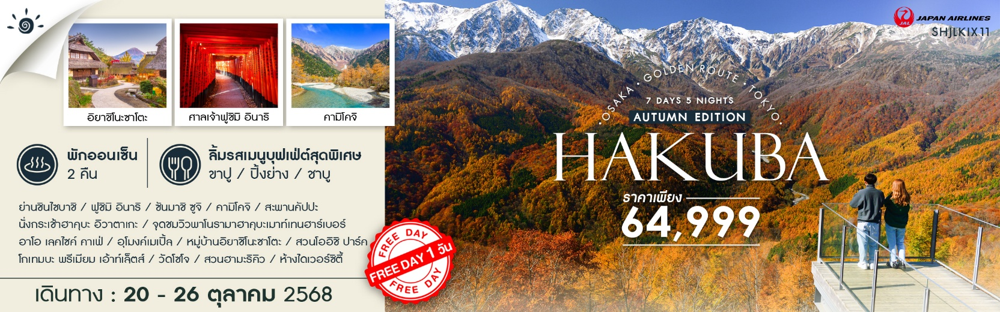 อิยาชิโนะซาโตะ
ศาลเจ้าฟูชิมิ อินาริ
คามิโคจิ
พักออนเซ็น
2 คืน
ลิ้มรสเมนูบุฟเฟ่ต์สุดพิเศษ
ขาปู / ปิ้งย่าง / ชาบู
ย่านชินไซบาชิ / ฟูชิมิ อินาริ / ซันมาชิ ซูจิ / คามิโคจิ / สะพานคัปปะ
นั่งกระเช้าฮาคุบะ อิวาตาเกะ / จุดชมวิวพาโนรามาฮาคุบะเมาท์เทนฮาร์เบอร์
อาโอ เลคไซค์ คาเฟ่ / อุโมงค์เมเปิ้ล / หมู่บ้านอิยาชิโนะซาโตะ / สวนโออิชิ ปาร์ค
โกเทมบะ พรีเมียม เอ้าท์เล็ตส์ / วัดโซโจ / สวนฮามะริคิว / ห้างไดเวอร์ซิตี้
เดินทาง : 20 - 26 ตุลาคม 2568
FREE DAY
FREE DAY 1 วัน
FREE DAY
JAL
JAPAN AIRLINES
SHJLKIX11
• OSAKA • GOLDEN ROUTE • TOKYO •
7 DAYS 5 NIGHTS
AUTUMN EDITION
HAKUBA
ราคาเพียง
64,999